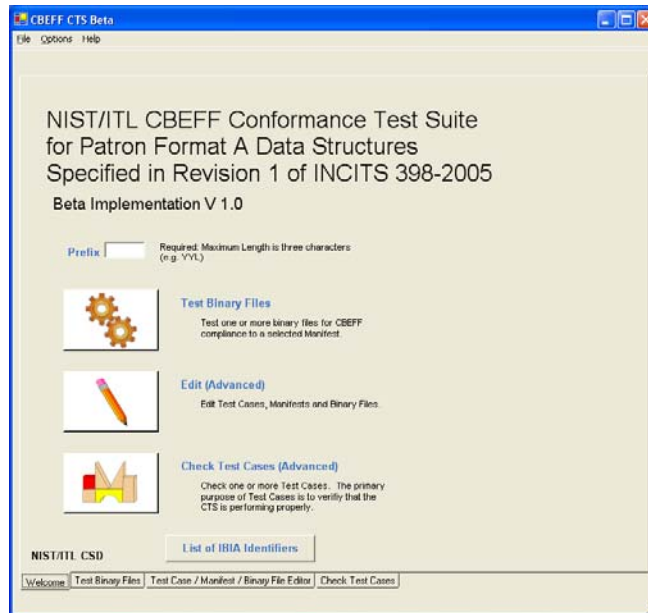 CBEFF CTS Beta
File Options Help
NIST/ITL CBEFF Conformance Test Suite
for Patron Format A Data Structures
Specified in Revision 1 of INCITS 398-2005
Beta Implementation V 1.0
Prefix
Required: Maximum Length is three characters
(e.g. YYL)
Test Binary Files
Test one or more binary files for CBEFF
compliance to a selected Manifest.
Edit (Advanced)
Edit Test Cases, Manifests and Binary Files.
Check Test Cases (Advanced)
Check one or more Test Cases. The primary
purpose of Test Cases is to verifiy that the
CTS is performing properly.
List of IBIA Identifiers
NIST/ITL CSD
Welcome Test Binary Files Test Case / Manifest / Binary File Editor Check Test Cases